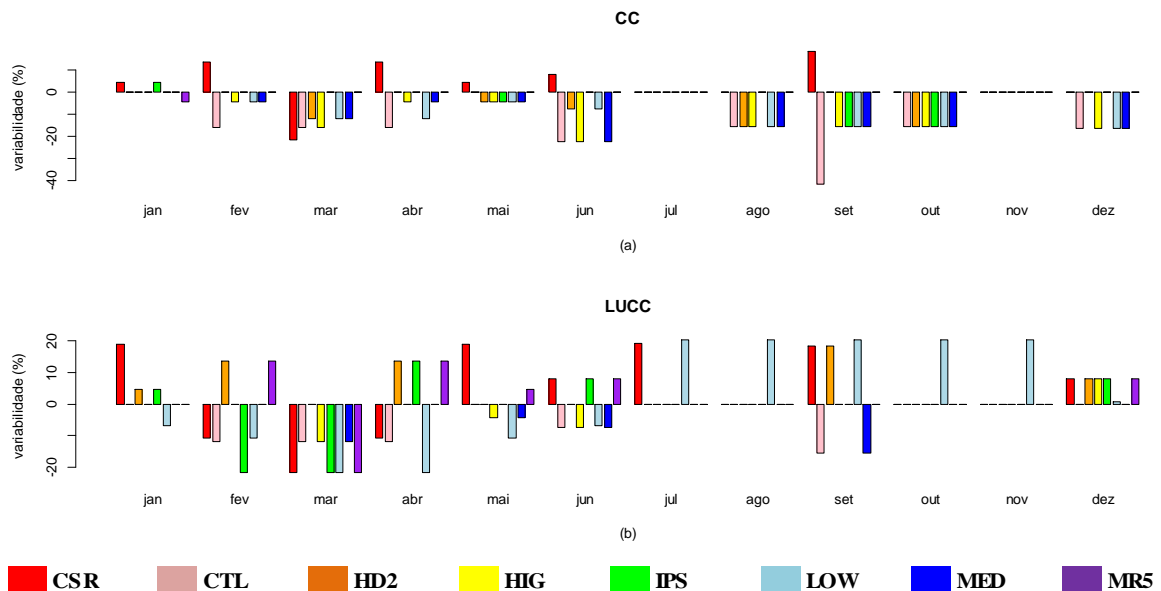 CC
variabilidade (%)
0
-20
-40
jan fev mar abr mai jun jul ago set out nov dez
(a)
LUCC
variabilidade (%)
20
10
0
-20
jan fev mar abr mai jun jul ago set out nov dez
(b)
CSR CTL HD2 HIG IPS LOW MED MR5